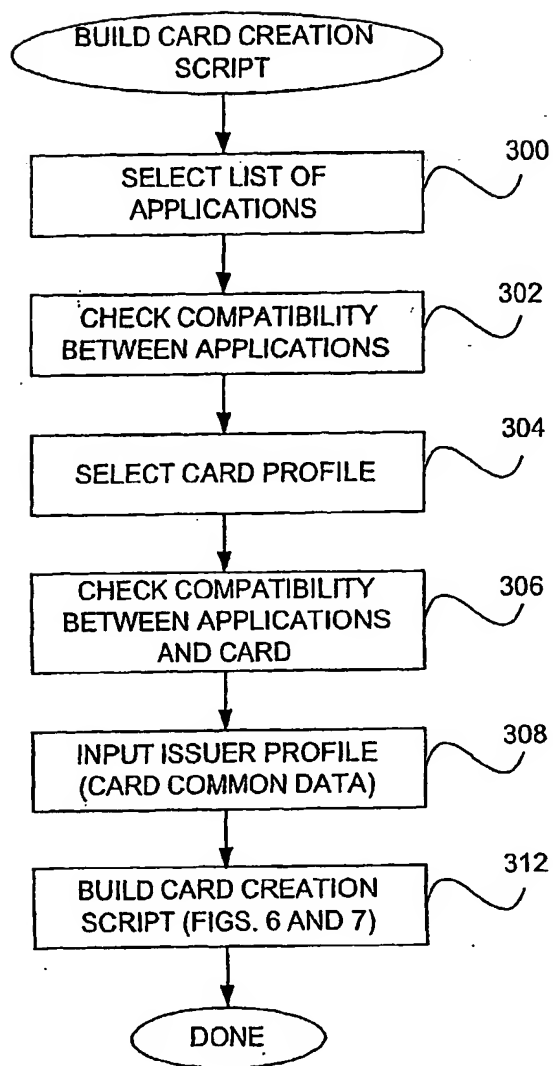 BUILD CARD CREATION
SCRIPT
300
SELECT LIST OF
APPLICATIONS
302
CHECK COMPATIBILITY
BETWEEN APPLICATIONS
304
SELECT CARD PROFILE
306
CHECK COMPATIBILITY
BETWEEN APPLICATIONS
AND CARD
308
INPUT ISSUER PROFILE
(CARD COMMON DATA)
312
BUILD CARD CREATION
SCRIPT (FIGS. 6 AND 7)
DONE